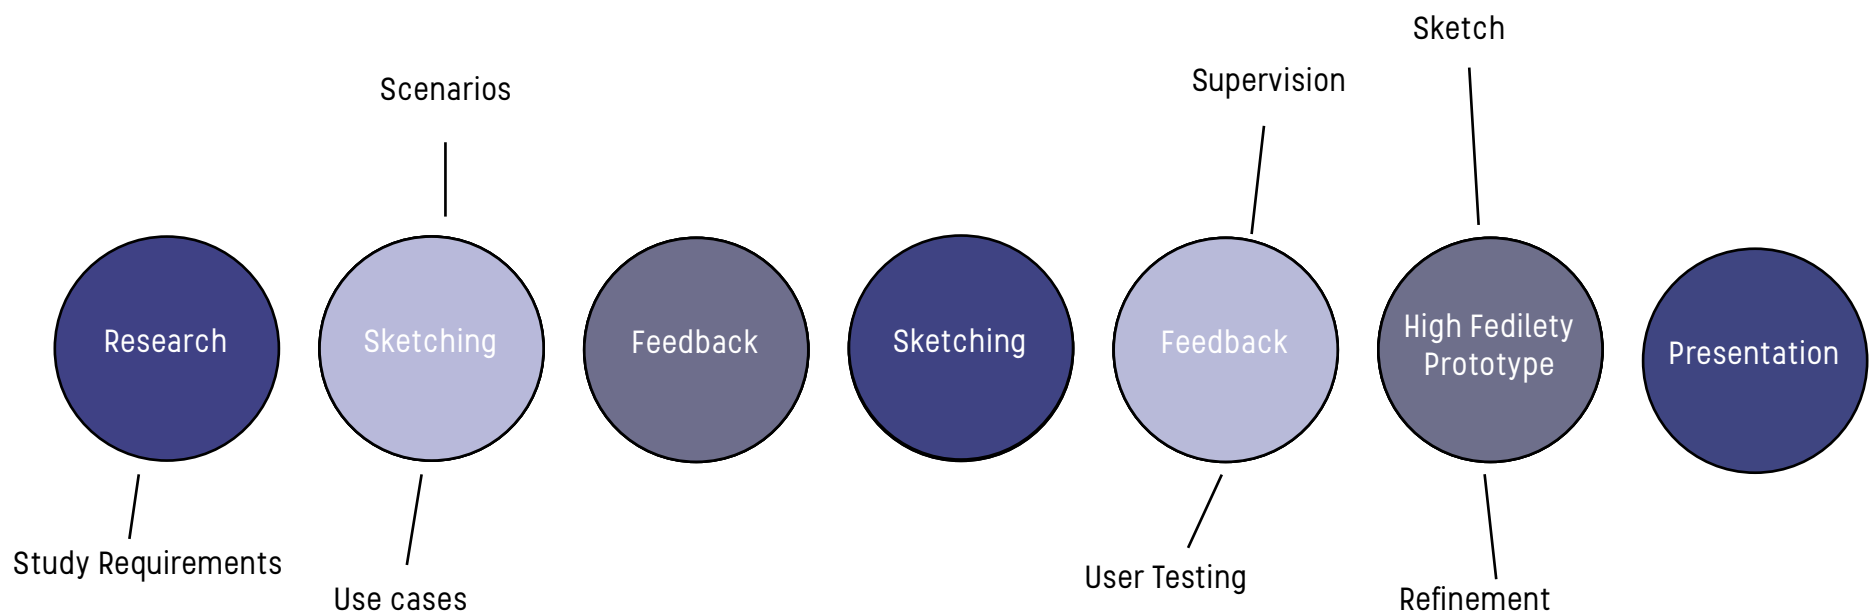 Sketch
Supervision
Scenarios
Research
Sketching
Feedback
Sketching
Feedback
High Fedilety
Prototype
Presentation
Study Requirements
Use cases
User Testing
Refinement